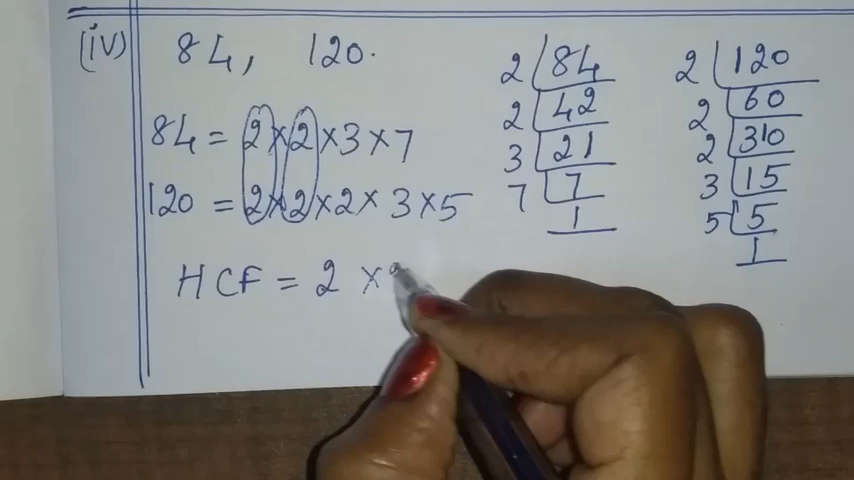 (iv) 84, 120.
84 = 2×2×3×7
120 = 2×2×2×3×5
HCF = 2 ×2
2 84
2 42
3 21
7 7
1
2 120
2 60
2 30
3 15
5 5
1